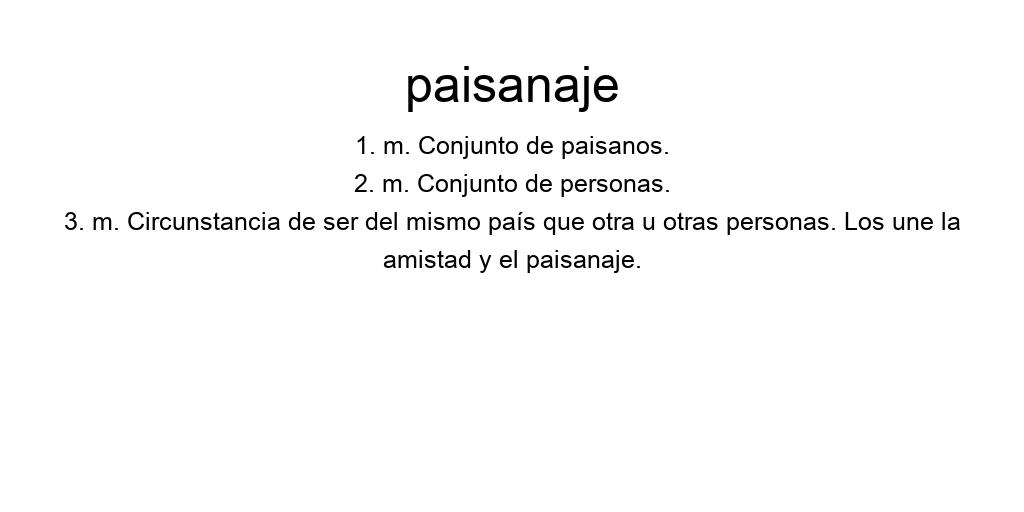 paisanaje
1. m. Conjunto de paisanos.
2. m. Conjunto de personas.
3. m. Circunstancia de ser del mismo país que otra u otras personas. Los une la
amistad y el paisanaje.